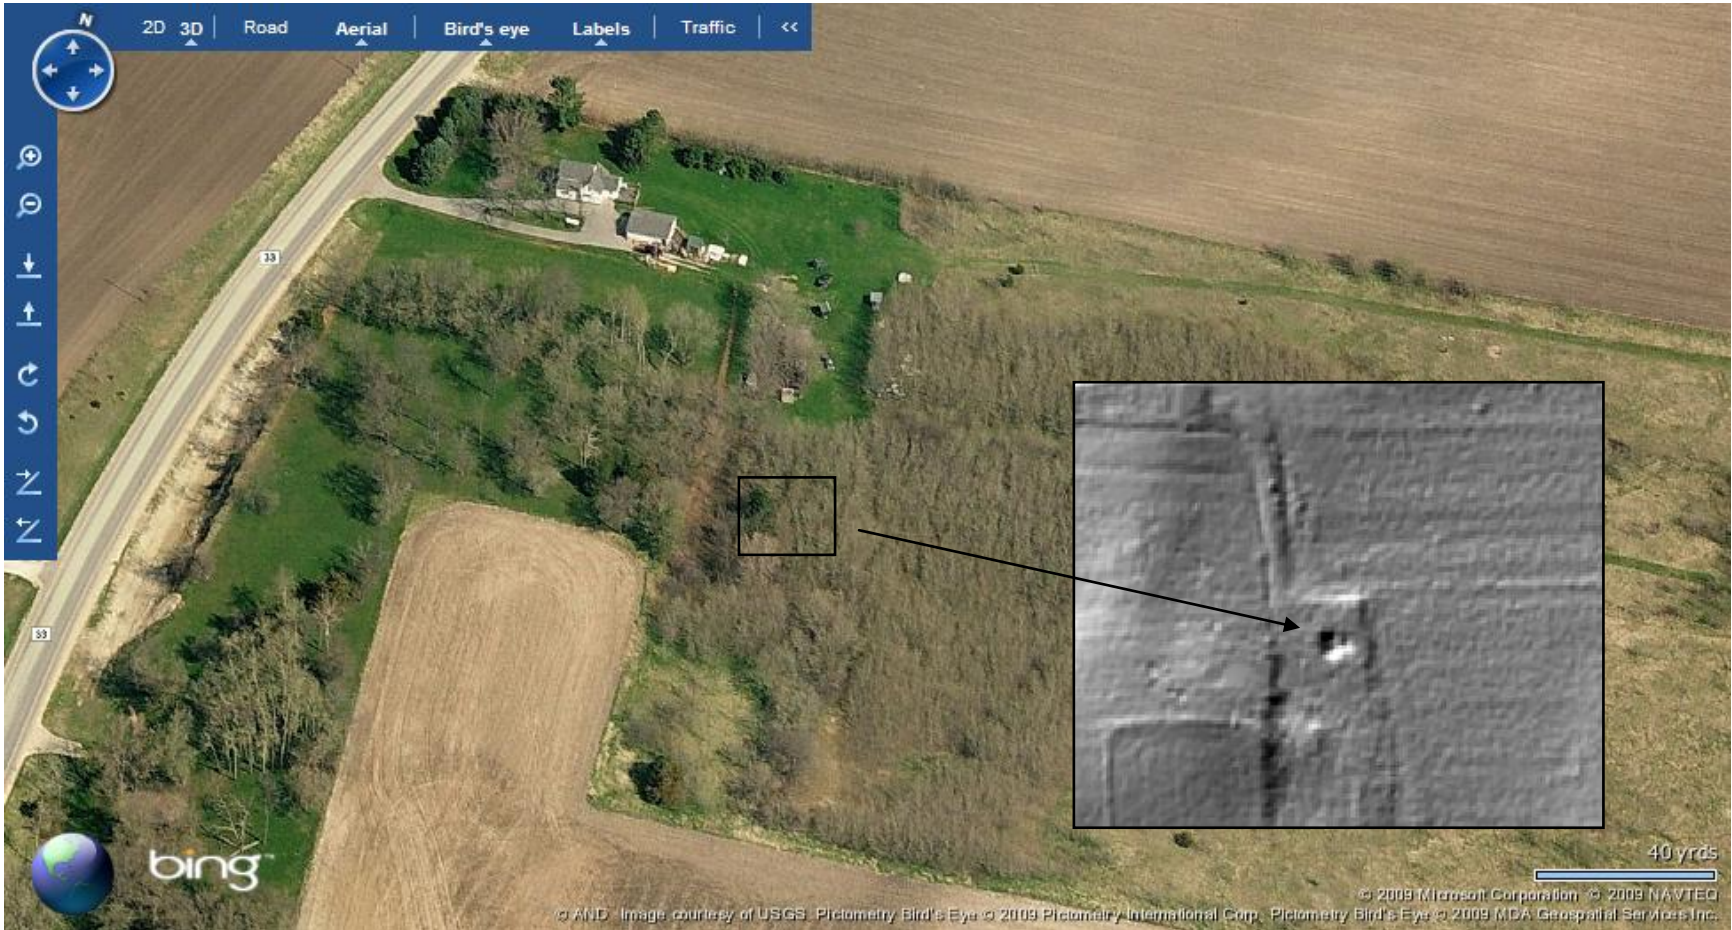 N
2D 3D Road Aerial Bird's eye Labels Traffic <<
33
33
bing
40 yrds
© 2009 Microsoft Corporation © 2009 NAVTEQ
© AND Image courtesy of USGS Pictometry Bird's Eye © 2009 Pictometry International Corp. Pictometry Bird's Eye © 2009 MDA Geospatial Services Inc.